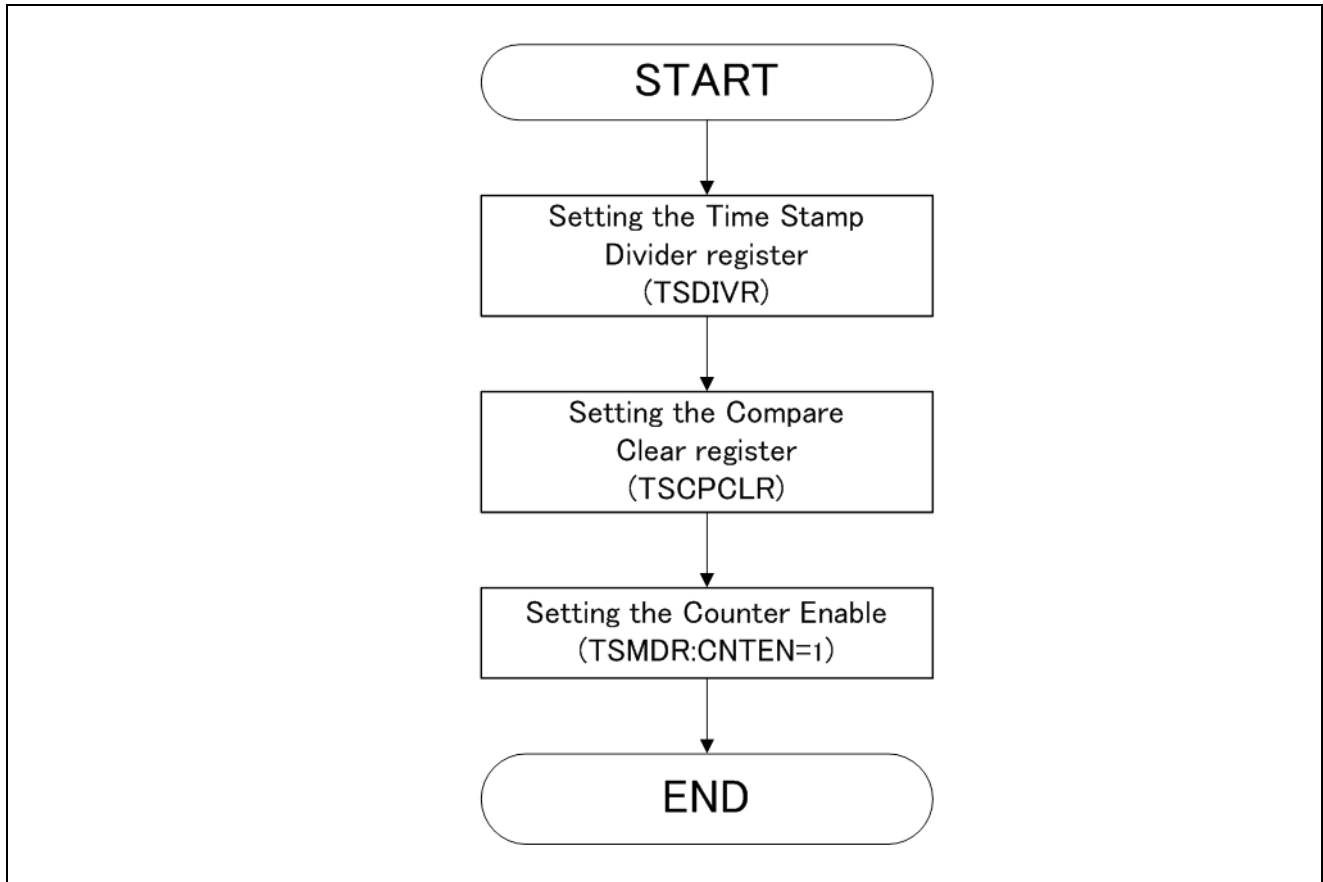 START
Setting the Time Stamp
Divider register
(TSDIVR)
Setting the Compare
Clear register
(TSCPCLR)
Setting the Counter Enable
(TSMDR:CNTEN=1)
END